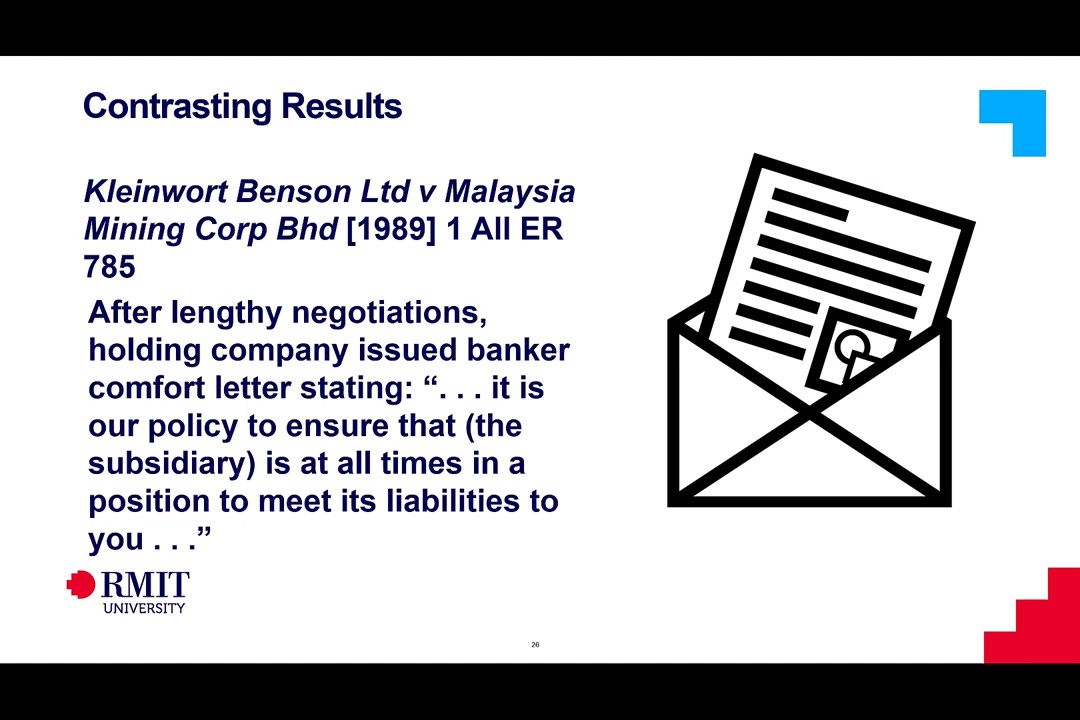 Contrasting Results
Kleinwort Benson Ltd v Malaysia
Mining Corp Bhd [1989] 1 All ER
785
After lengthy negotiations,
holding company issued banker
comfort letter stating: “. . . it is
our policy to ensure that (the
subsidiary) is at all times in a
position to meet its liabilities to
you . . .”
RMIT
UNIVERSITY
26